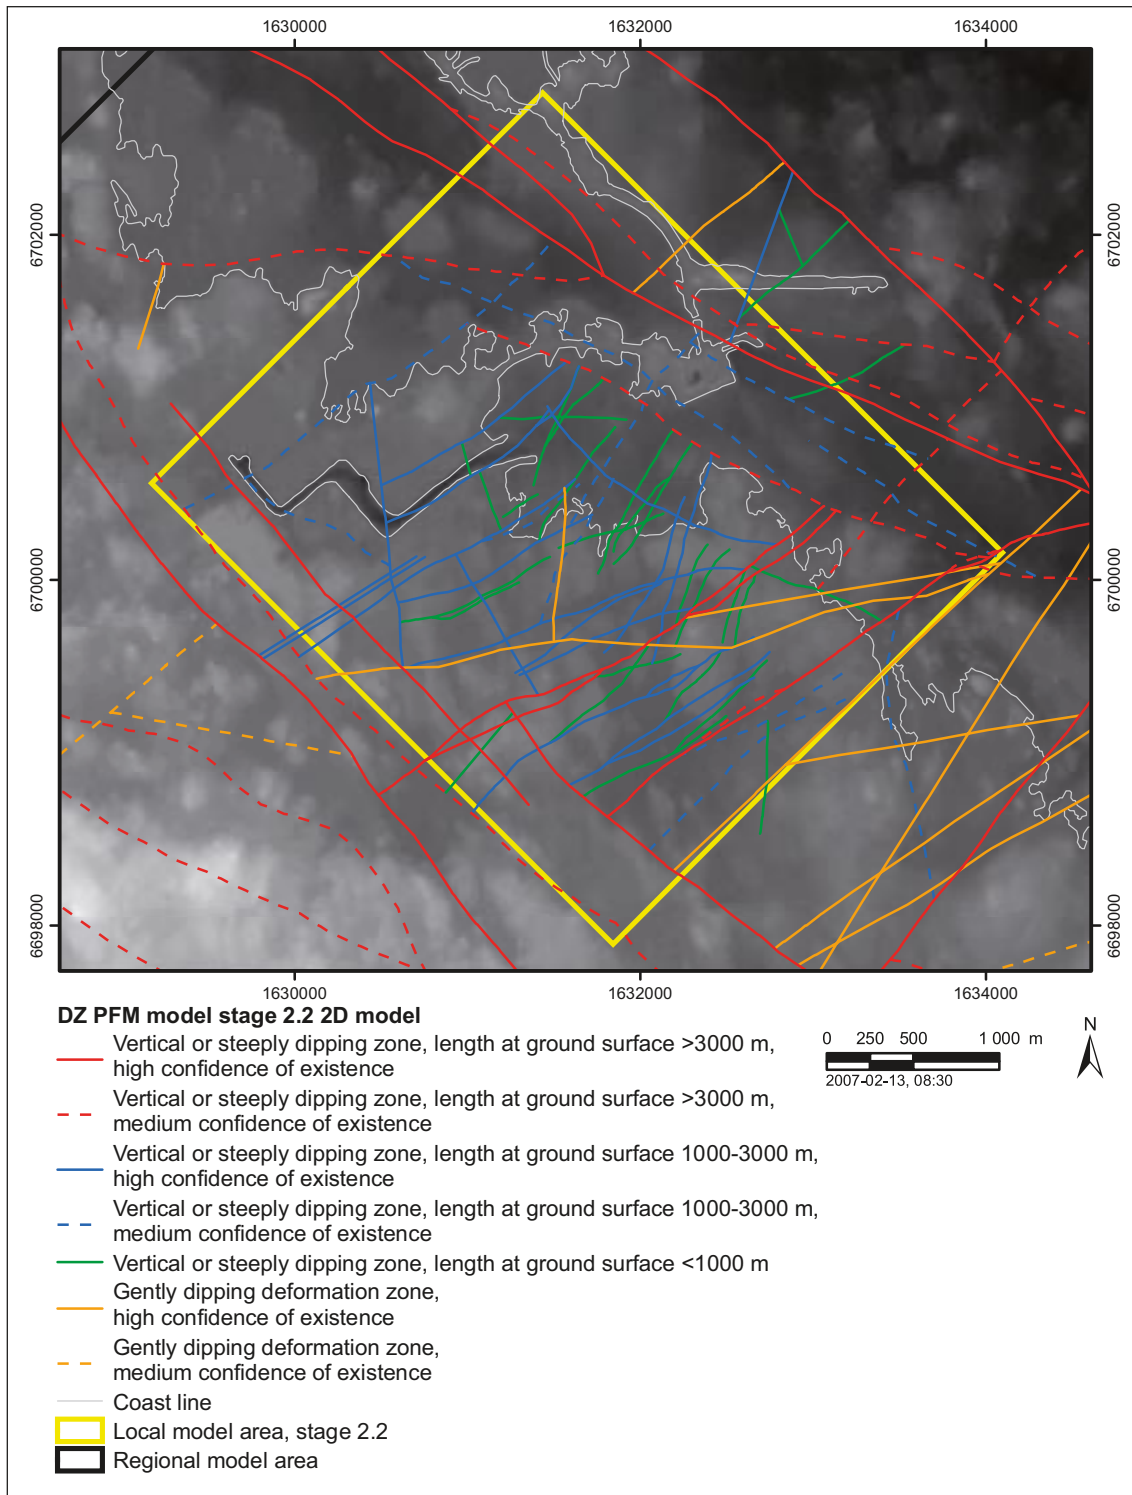 1630000 1632000 1634000
6702000 6702000
6700000 6700000
6698000 6698000
1630000 1632000 1634000
DZ PFM model stage 2.2 2D model
Vertical or steeply dipping zone, length at ground surface >3000 m,
high confidence of existence
Vertical or steeply dipping zone, length at ground surface >3000 m,
medium confidence of existence
Vertical or steeply dipping zone, length at ground surface 1000-3000 m,
high confidence of existence
Vertical or steeply dipping zone, length at ground surface 1000-3000 m,
medium confidence of existence
Vertical or steeply dipping zone, length at ground surface <1000 m
Gently dipping deformation zone,
high confidence of existence
Gently dipping deformation zone,
medium confidence of existence
Coast line
Local model area, stage 2.2
Regional model area
0 250 500 1 000 m
2007-02-13, 08:30
N